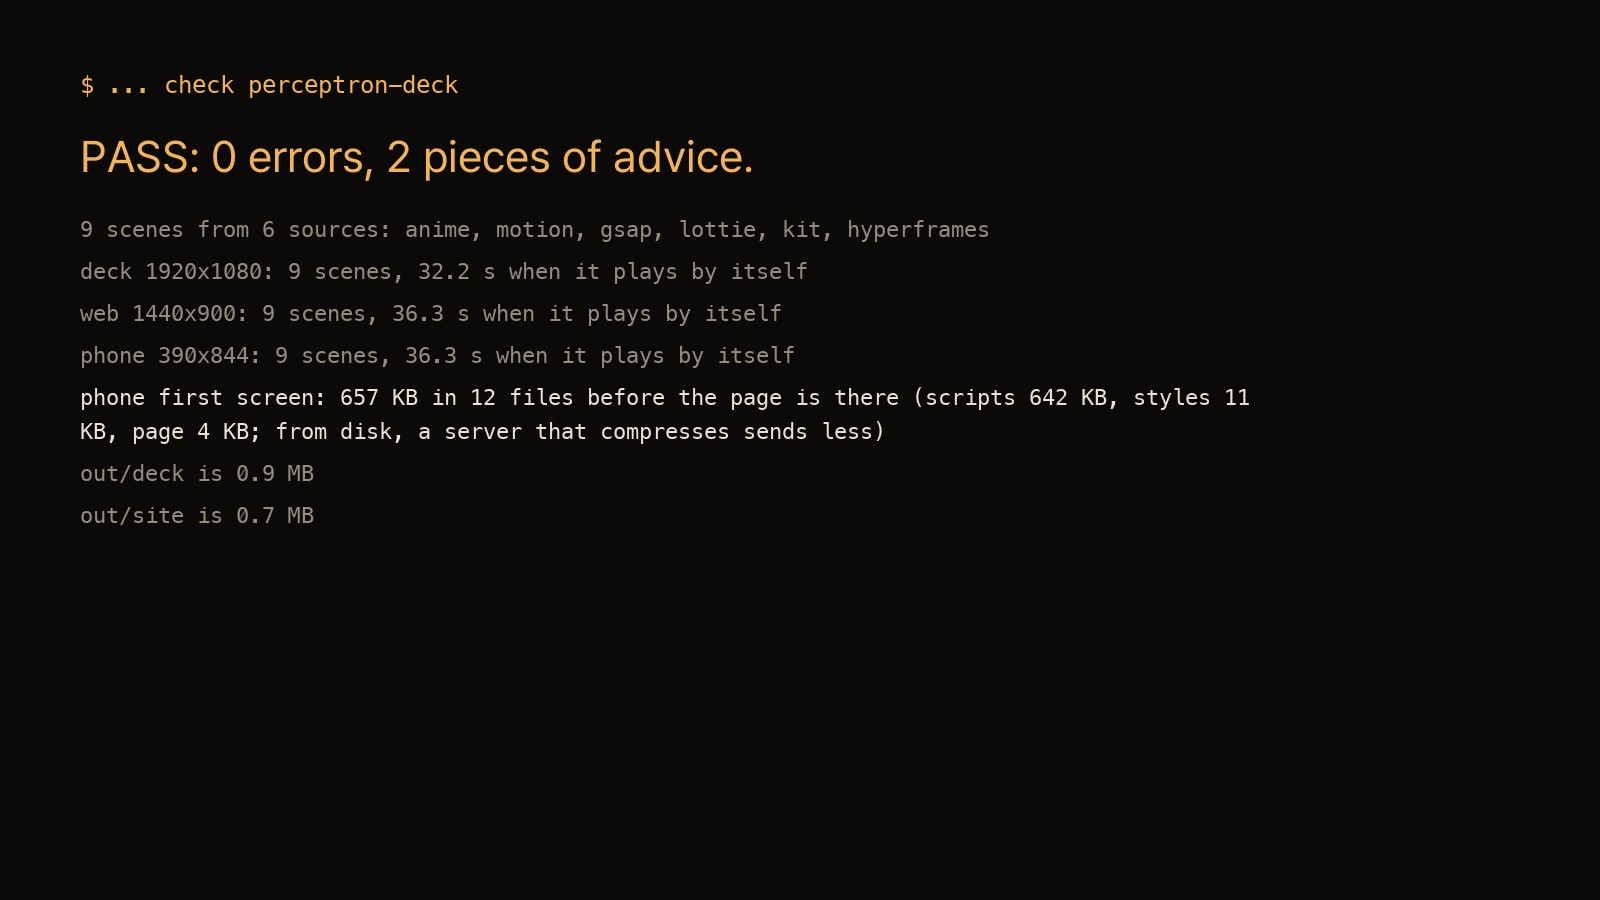 $ ... check perceptron–deck
PASS: 0 errors, 2 pieces of advice.
9 scenes from 6 sources: anime, motion, gsap, lottie, kit, hyperframes
deck 1920x1080: 9 scenes, 32.2 s when it plays by itself
web 1440x900: 9 scenes, 36.3 s when it plays by itself
phone 390x844: 9 scenes, 36.3 s when it plays by itself
phone first screen: 657 KB in 12 files before the page is there (scripts 642 KB, styles 11
KB, page 4 KB; from disk, a server that compresses sends less)
out/deck is 0.9 MB
out/site is 0.7 MB